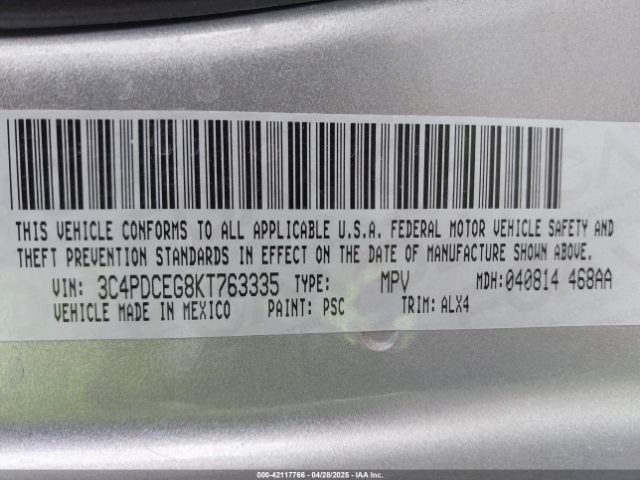 THIS VEHICLE CONFORMS TO ALL APPLICABLE U.S.A. FEDERAL MOTOR VEHICLE SAFETY AND
THEFT PREVENTION STANDARDS IN EFFECT ON THE DATE OF MANUFACTURE SHOWN ABOVE.
VIN: 3C4PDCEG8KT763335 TYPE: MPV MDH:040814 468AA
VEHICLE MADE IN MEXICO PAINT: PSC TRIM:ALX4
000-42117766 - 04/28/2025 - IAA Inc.